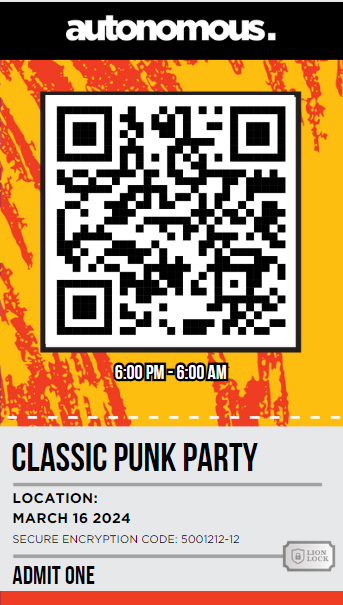 autonomous.
6:00 PM - 6:00 AM
CLASSIC PUNK PARTY
LOCATION:
MARCH 16 2024
SECURE ENCRYPTION CODE: 5001212-12
LION
LOCK
ADMIT ONE